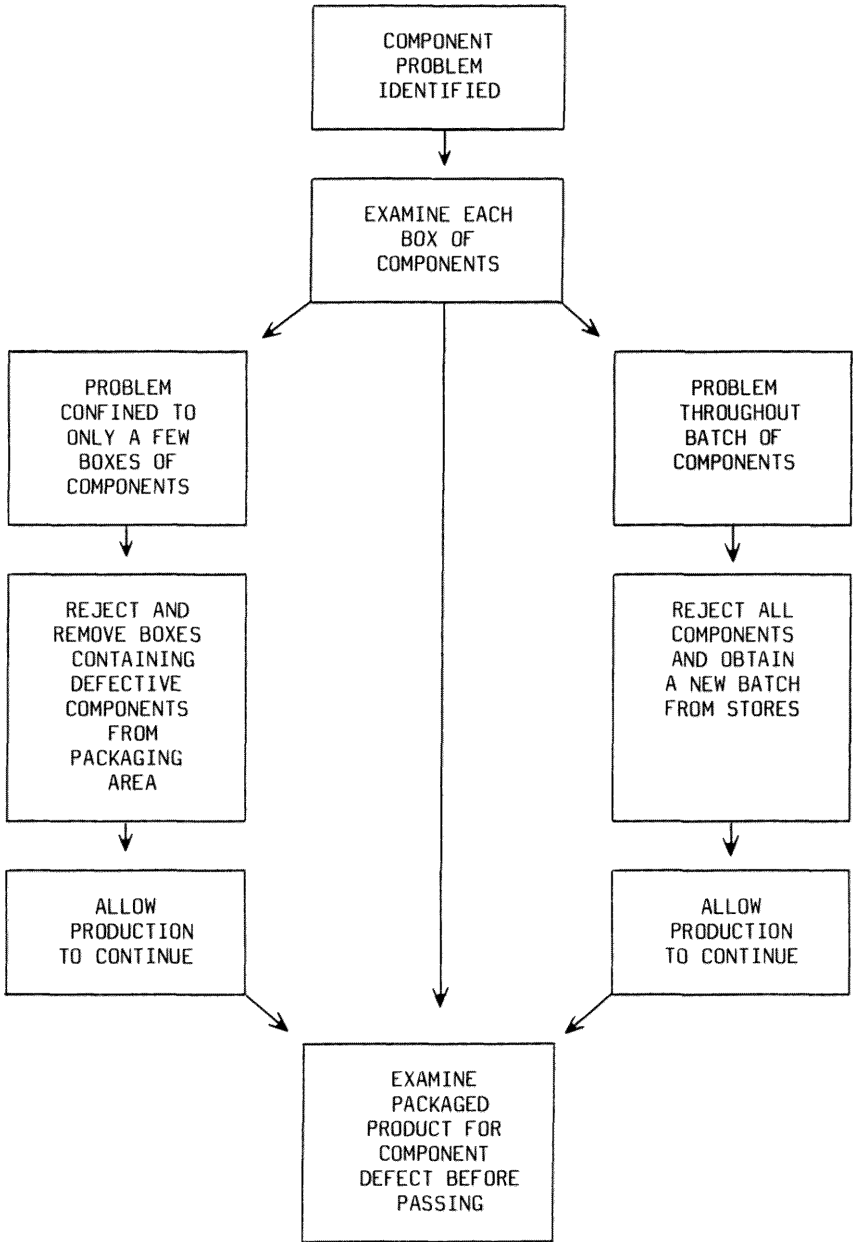 COMPONENT
PROBLEM
IDENTIFIED
EXAMINE EACH
BOX OF
COMPONENTS
PROBLEM
CONFINED TO
ONLY A FEW
BOXES OF
COMPONENTS
PROBLEM
THROUGHOUT
BATCH OF
COMPONENTS
REJECT AND
REMOVE BOXES
CONTAINING
DEFECTIVE
COMPONENTS
FROM
PACKAGING
AREA
REJECT ALL
COMPONENTS
AND OBTAIN
A NEW BATCH
FROM STORES
ALLOW
PRODUCTION
TO CONTINUE
ALLOW
PRODUCTION
TO CONTINUE
EXAMINE
PACKAGED
PRODUCT FOR
COMPONENT
DEFECT BEFORE
PASSING